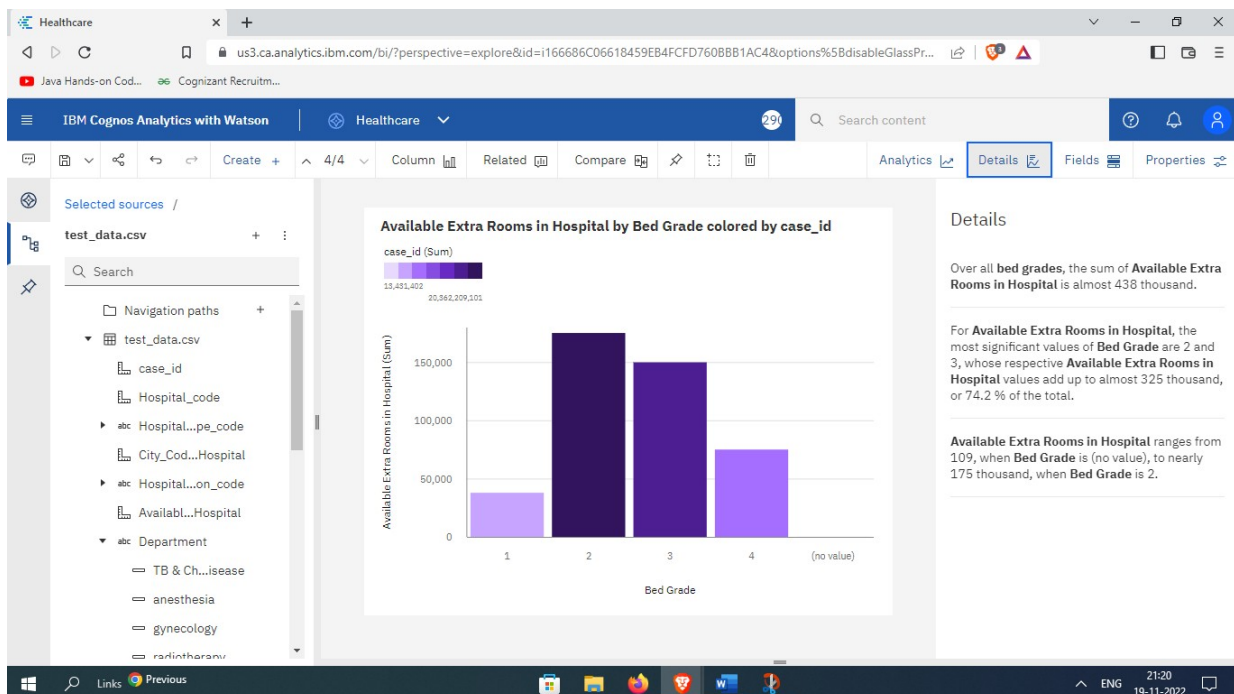 Healthcare
us3.ca.analytics.ibm.com/bi/?perspective=explore&id=i166686C06618459EB4FCFD760BBB1AC4&options%5BdisableGlassPr...
Java Hands-on Cod...
Cognizant Recruitm...
IBM Cognos Analytics with Watson
Healthcare
290
Search content
4/4
Create +
Column
Related
Compare
Analytics
Details
Fields
Properties
Selected sources /
test_data.csv
Search
Navigation paths
test_data.csv
case_id
Hospital_code
abc Hospital...pe_code
City_Cod...Hospital
abc Hospital...on_code
Availabl...Hospital
abc Department
TB & Ch...isease
anesthesia
gynecology
radiotherapy
Available Extra Rooms in Hospital by Bed Grade colored by case_id
case_id (Sum)
13,431,402
20,362,209,101
Available Extra Rooms in Hospital (Sum)
150,000
100,000
50,000
0
1 2 3 4 (no value)
Bed Grade
Details
Over all bed grades, the sum of Available Extra
Rooms in Hospital is almost 438 thousand.
For Available Extra Rooms in Hospital, the
most significant values of Bed Grade are 2 and
3, whose respective Available Extra Rooms in
Hospital values add up to almost 325 thousand,
or 74.2 % of the total.
Available Extra Rooms in Hospital ranges from
109, when Bed Grade is (no value), to nearly
175 thousand, when Bed Grade is 2.
Links
Previous
ENG
21:20
19-11-2022